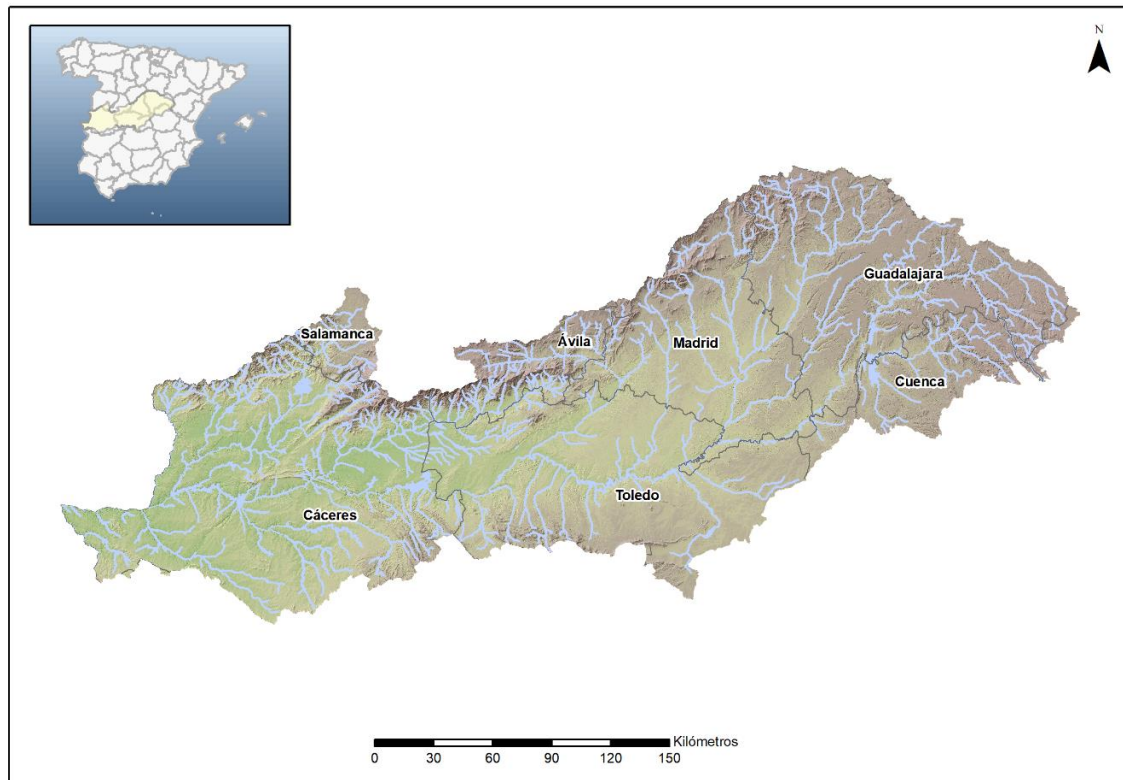 N
Guadalajara
Salamanca
Ávila
Madrid
Cuenca
Toledo
Cáceres
Kilómetros
0 30 60 90 120 150